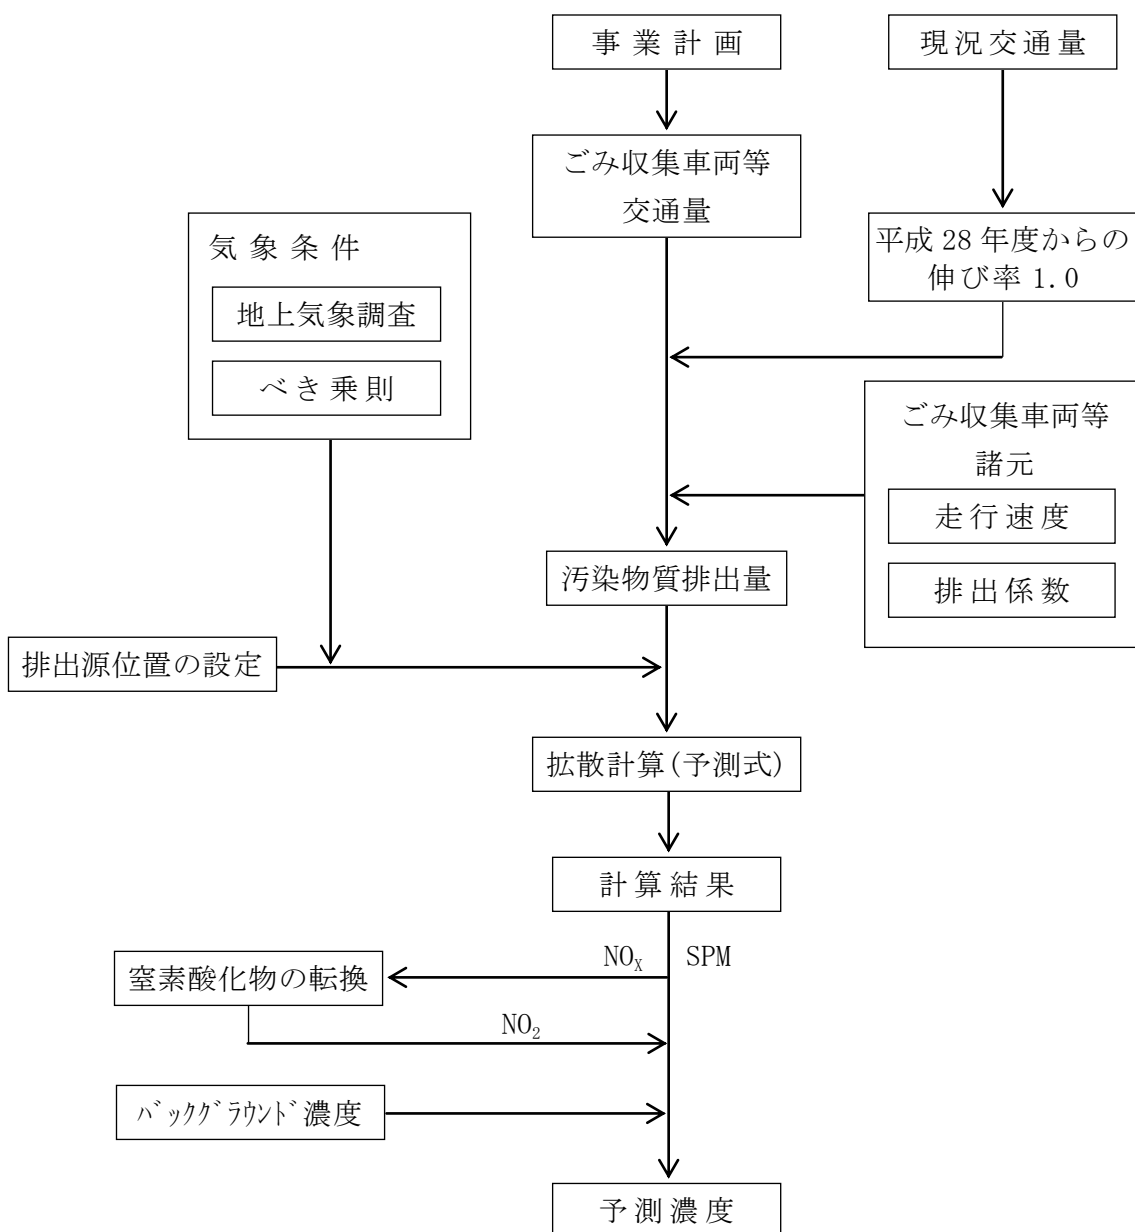 事業計画
現況交通量
ごみ収集車両等
交通量
平成 28 年度からの
伸び率 1.0
気象条件
地上気象調査
べき乗則
ごみ収集車両等
諸元
走行速度
排出係数
汚染物質排出量
排出源位置の設定
拡散計算(予測式)
計算結果
NOX SPM
窒素酸化物の転換
NO2
ﾊﾞｯｸｸﾞﾗｳﾝﾄﾞ濃度
予測濃度